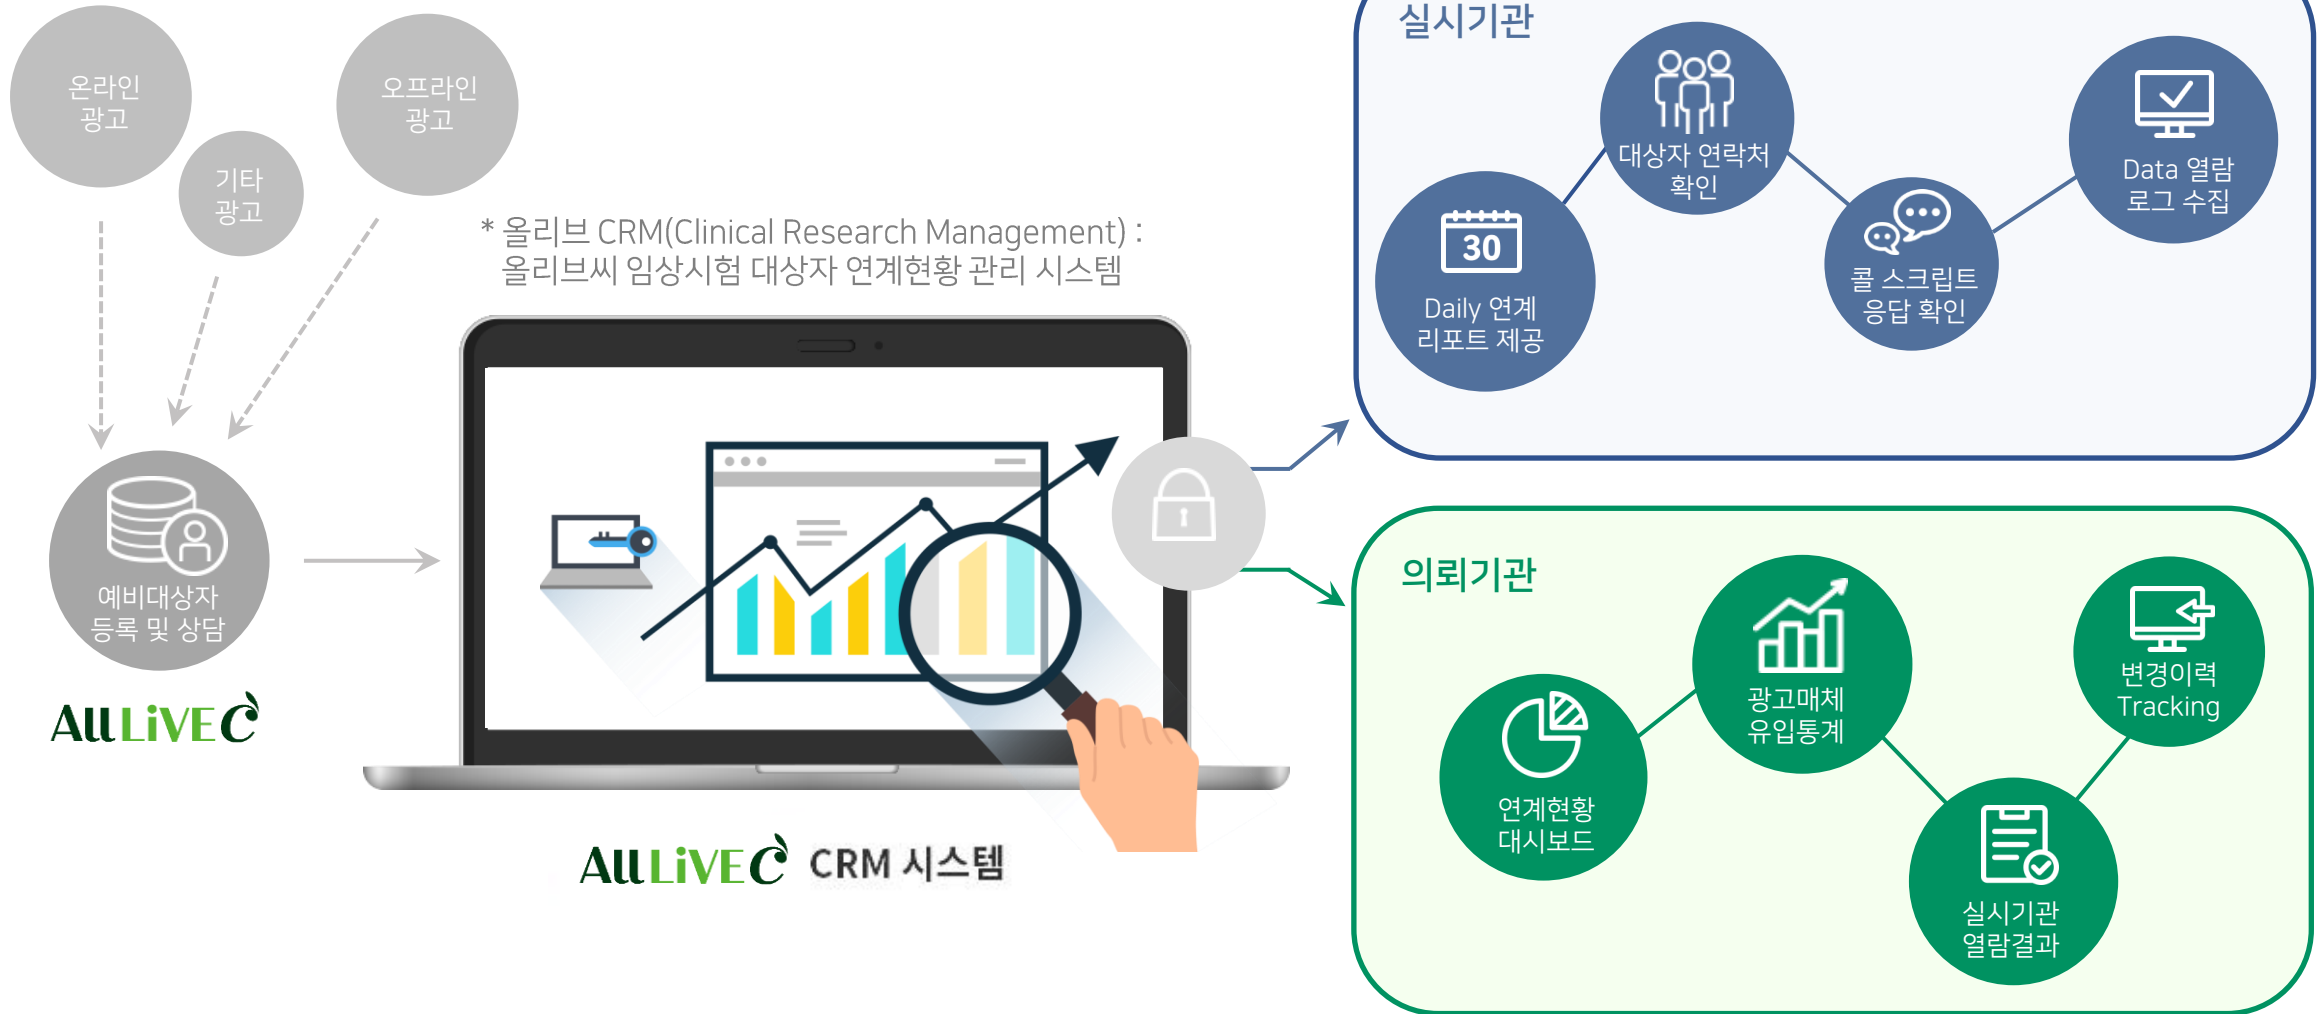 온라인
광고
기타
광고
오프라인
광고
* 올리브 CRM(Clinical Research Management) :
올리브씨 임상시험 대상자 연계현황 관리 시스템
예비대상자
등록 및 상담
ALLLiVEC
ALLLiVEC CRM 시스템
실시기관
Daily 연계
리포트 제공
30
대상자 연락처
확인
콜 스크립트
응답 확인
Data 열람
로그 수집
의뢰기관
연계현황
대시보드
광고매체
유입통계
실시기관
열람결과
변경이력
Tracking